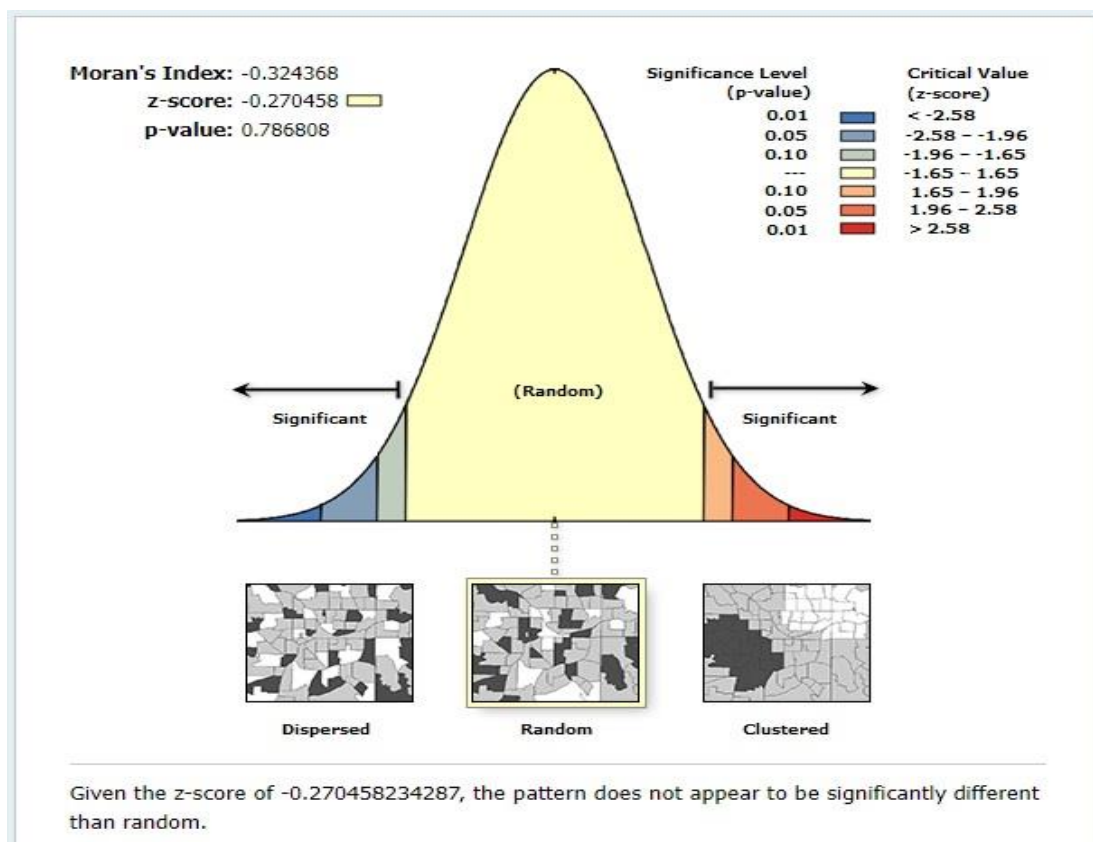 Moran's Index: -0.324368
z-score: -0.270458
p-value: 0.786808
Significance Level Critical Value
(p-value) (z-score)
0.01 < -2.58
0.05 -2.58 – -1.96
0.10 -1.96 – -1.65
--- -1.65 - 1.65
0.10 1.65 – 1.96
0.05 1.96 – 2.58
0.01 > 2.58
(Random)
Significant Significant
Dispersed Random Clustered
Given the z-score of -0.270458234287, the pattern does not appear to be significantly different
than random.